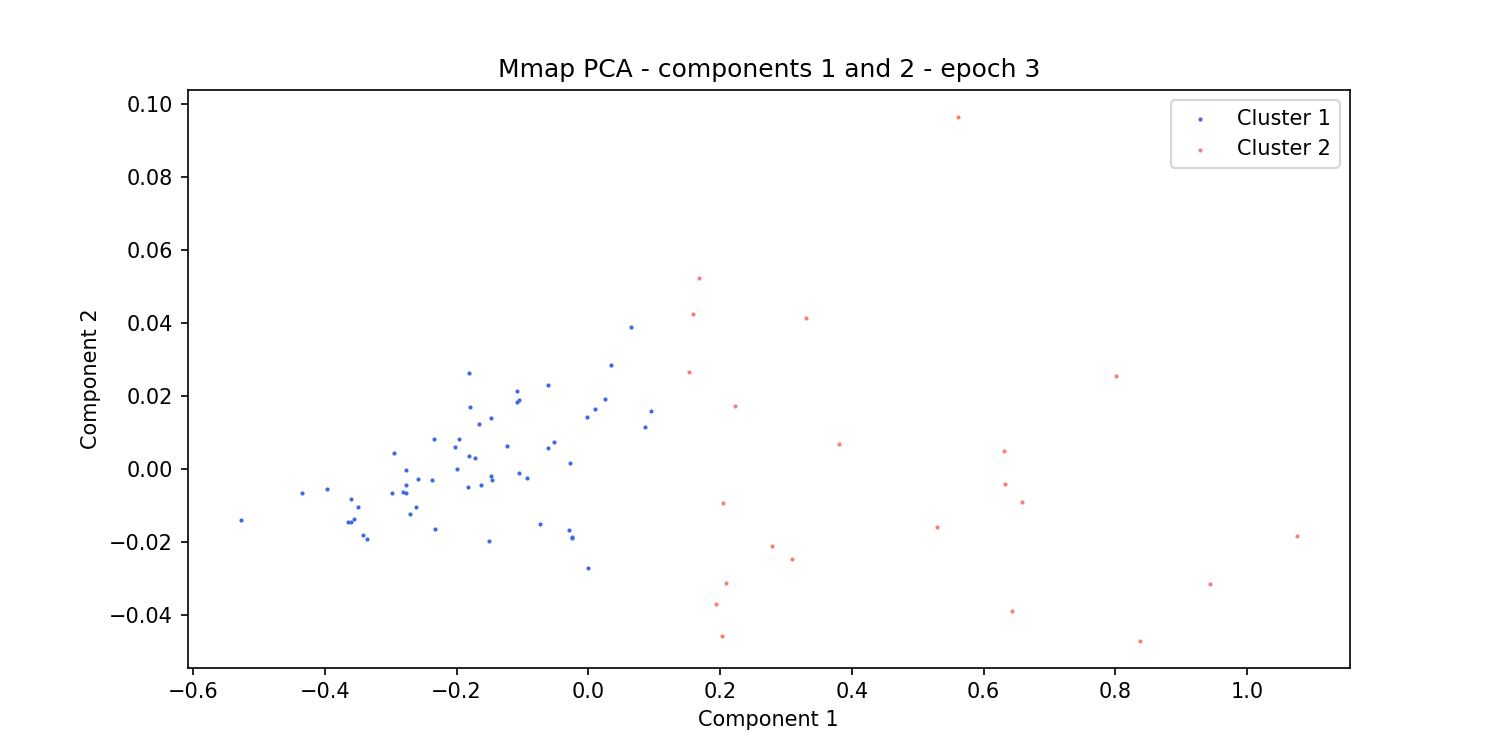 Mmap PCA - components 1 and 2 - epoch 3
Cluster 1
Cluster 2
0.10
0.08
0.06
0.04
0.02
0.00
−0.02
−0.04
Component 2
−0.6 −0.4 −0.2 0.0 0.2 0.4 0.6 0.8 1.0
Component 1